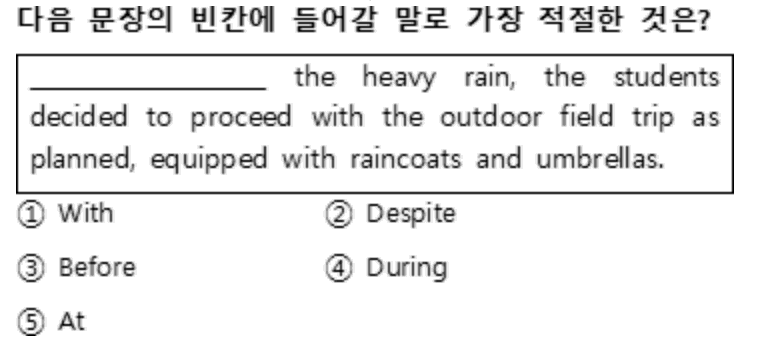 다음 문장의 빈칸에 들어갈 말로 가장 적절한 것은?
_______________ the heavy rain, the students
decided to proceed with the outdoor field trip as
planned, equipped with raincoats and umbrellas.
① With ② Despite
③ Before ④ During
⑤ At